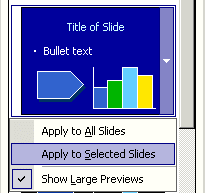 Title of Slide
• Bullet text
Apply to All Slides
Apply to Selected Slides
Show Large Previews